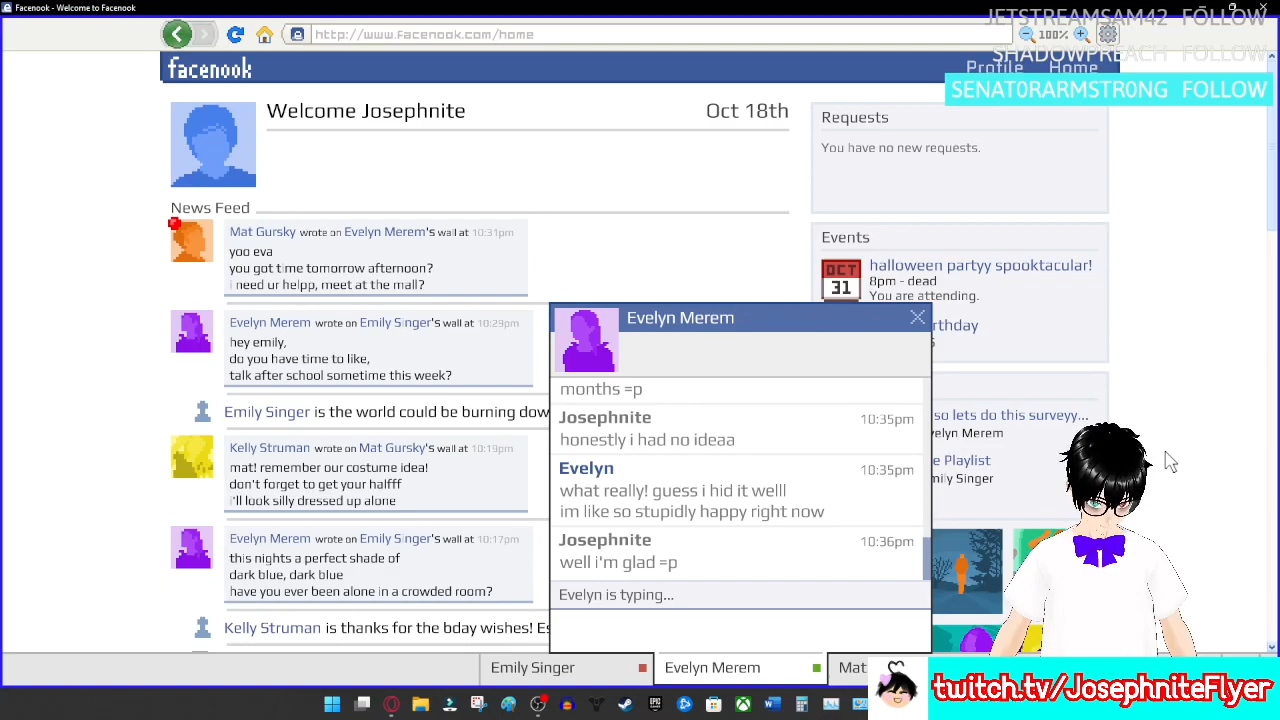 Facenook - Welcome to Facenook
JETSTREAMSAM42 FOLLOW
http://www.facenook.com/home
100%
SHADOWPREACH FOLLOW
SENAT0RARMSTR0NG FOLLOW
facenook
Profile
Home
Welcome Josephnite
Oct 18th
News Feed
Mat Gursky wrote on Evelyn Merem's wall at 10:31pm
yoo eva
you got time tomorrow afternoon?
i need ur helpp, meet at the mall?
Evelyn Merem wrote on Emily Singer's wall at 10:29pm
hey emily,
do you have time to like,
talk after school sometime this week?
Emily Singer is the world could be burning dow
Kelly Struman wrote on Mat Gursky's wall at 10:19pm
mat! remember our costume idea!
don't forget to get your halfff
i'll look silly dressed up alone
Evelyn Merem wrote on Emily Singer's wall at 10:17pm
this nights a perfect shade of
dark blue, dark blue
have you ever been alone in a crowded room?
Kelly Struman is thanks for the bday wishes! Es
Requests
You have no new requests.
Events
OCT
31
halloween partyy spooktacular!
8pm - dead
You are attending.
rthday
so lets do this surveyy...
velyn Merem
e Playlist
mily Singer
Evelyn Merem
months =p
Josephnite 10:35pm
honestly i had no ideaa
Evelyn 10:35pm
what really! guess i hid it welll
im like so stupidly happy right now
Josephnite 10:36pm
well i'm glad =p
Evelyn is typing...
Emily Singer
Evelyn Merem
Mat
twitch.tv/JosephniteFlyer